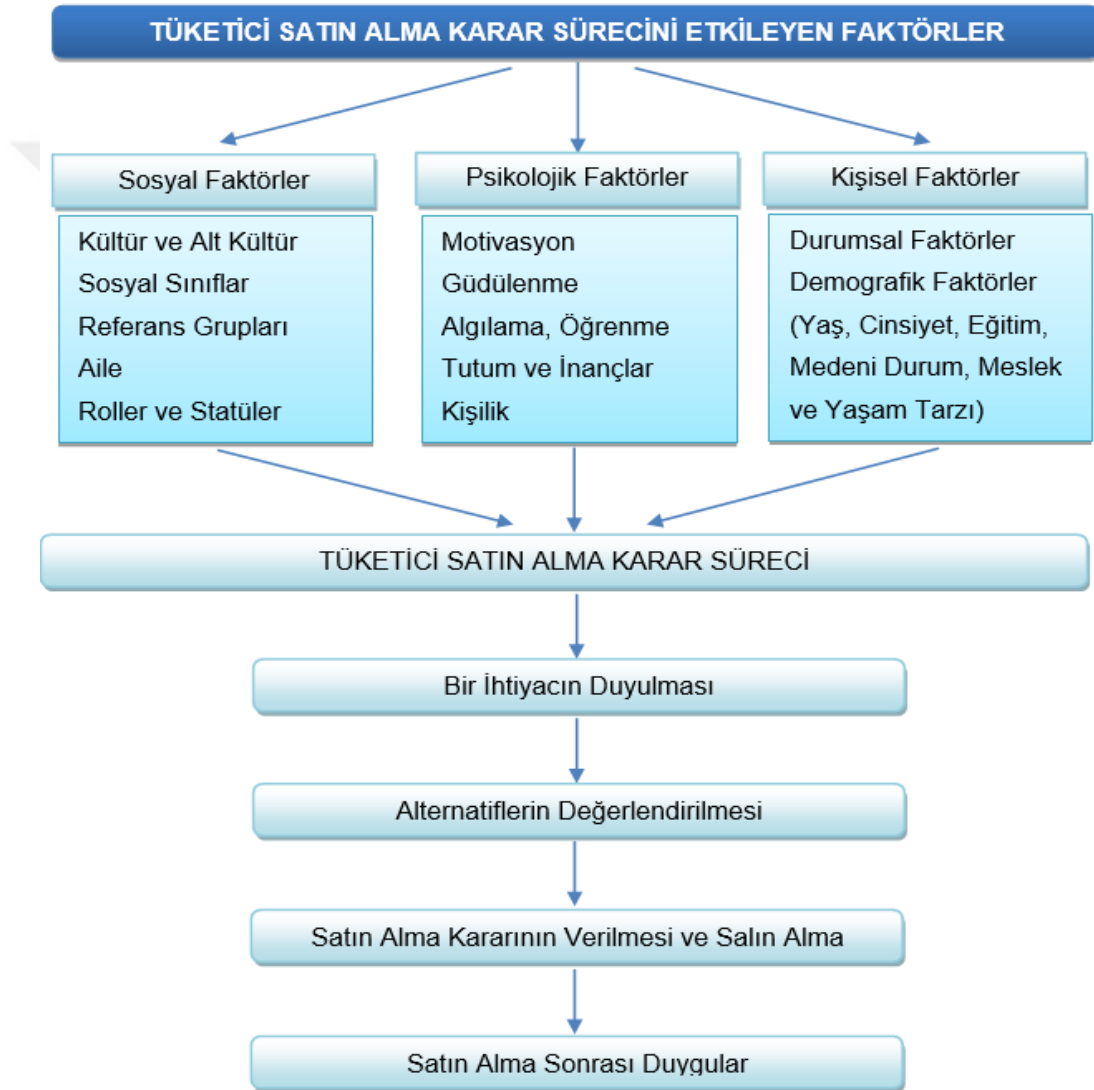 TÜKETİCİ SATIN ALMA KARAR SÜRECİNİ ETKİLEYEN FAKTÖRLER
Sosyal Faktörler
Kültür ve Alt Kültür
Sosyal Sınıflar
Referans Grupları
Aile
Roller ve Statüler
Psikolojik Faktörler
Motivasyon
Güdülenme
Algılama, Öğrenme
Tutum ve İnançlar
Kişilik
Kişisel Faktörler
Durumsal Faktörler
Demografik Faktörler
(Yaş, Cinsiyet, Eğitim,
Medeni Durum, Meslek
ve Yaşam Tarzı)
TÜKETİCİ SATIN ALMA KARAR SÜRECİ
Bir İhtiyacın Duyulması
Alternatiflerin Değerlendirilmesi
Satın Alma Kararının Verilmesi ve Salın Alma
Satın Alma Sonrası Duygular